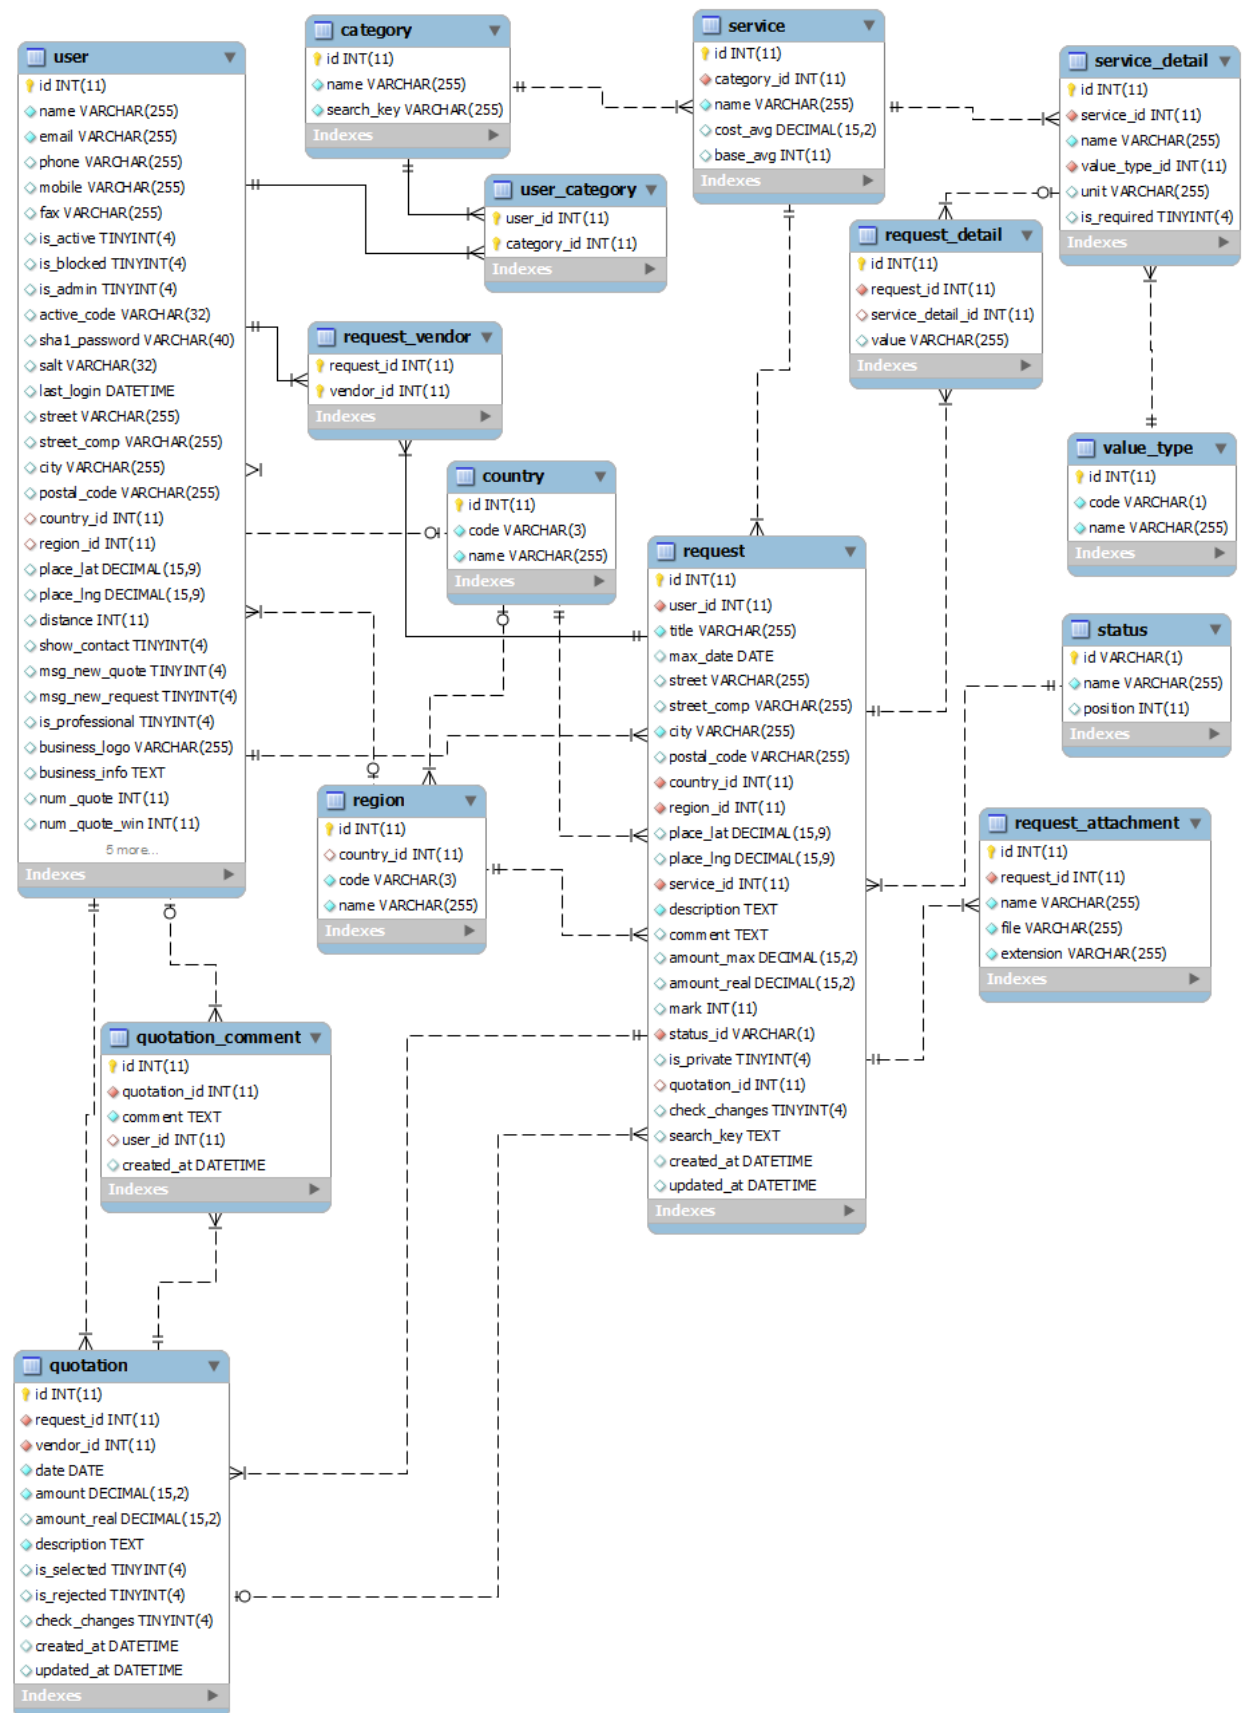 user
id INT(11)
name VARCHAR(255)
email VARCHAR(255)
phone VARCHAR(255)
mobile VARCHAR(255)
fax VARCHAR(255)
is_active TINYINT(4)
is_blocked TINYINT(4)
is_admin TINYINT(4)
active_code VARCHAR(32)
sha1_password VARCHAR(40)
salt VARCHAR(32)
last_login DATETIME
street VARCHAR(255)
street_comp VARCHAR(255)
city VARCHAR(255)
postal_code VARCHAR(255)
country_id INT(11)
region_id INT(11)
place_lat DECIMAL(15,9)
place_lng DECIMAL(15,9)
distance INT(11)
show_contact TINYINT(4)
msg_new_quote TINYINT(4)
msg_new_request TINYINT(4)
is_professional TINYINT(4)
business_logo VARCHAR(255)
business_info TEXT
num_quote INT(11)
num_quote_win INT(11)
5 more...
Indexes
category
id INT(11)
name VARCHAR(255)
search_key VARCHAR(255)
Indexes
service
id INT(11)
category_id INT(11)
name VARCHAR(255)
cost_avg DECIMAL(15,2)
base_avg INT(11)
Indexes
service_detail
id INT(11)
service_id INT(11)
name VARCHAR(255)
value_type_id INT(11)
unit VARCHAR(255)
is_required TINYINT(4)
Indexes
user_category
user_id INT(11)
category_id INT(11)
Indexes
request_detail
id INT(11)
request_id INT(11)
service_detail_id INT(11)
value VARCHAR(255)
Indexes
request_vendor
request_id INT(11)
vendor_id INT(11)
Indexes
country
id INT(11)
code VARCHAR(3)
name VARCHAR(255)
Indexes
value_type
id INT(11)
code VARCHAR(1)
name VARCHAR(255)
Indexes
request
id INT(11)
user_id INT(11)
title VARCHAR(255)
max_date DATE
street VARCHAR(255)
street_comp VARCHAR(255)
city VARCHAR(255)
postal_code VARCHAR(255)
country_id INT(11)
region_id INT(11)
place_lat DECIMAL(15,9)
place_lng DECIMAL(15,9)
service_id INT(11)
description TEXT
comment TEXT
amount_max DECIMAL(15,2)
amount_real DECIMAL(15,2)
mark INT(11)
status_id VARCHAR(1)
is_private TINYINT(4)
quotation_id INT(11)
check_changes TINYINT(4)
search_key TEXT
created_at DATETIME
updated_at DATETIME
Indexes
status
id VARCHAR(1)
name VARCHAR(255)
position INT(11)
Indexes
region
id INT(11)
country_id INT(11)
code VARCHAR(3)
name VARCHAR(255)
Indexes
request_attachment
id INT(11)
request_id INT(11)
name VARCHAR(255)
file VARCHAR(255)
extension VARCHAR(255)
Indexes
quotation_comment
id INT(11)
quotation_id INT(11)
comment TEXT
user_id INT(11)
created_at DATETIME
Indexes
quotation
id INT(11)
request_id INT(11)
vendor_id INT(11)
date DATE
amount DECIMAL(15,2)
amount_real DECIMAL(15,2)
description TEXT
is_selected TINYINT(4)
is_rejected TINYINT(4)
check_changes TINYINT(4)
created_at DATETIME
updated_at DATETIME
Indexes